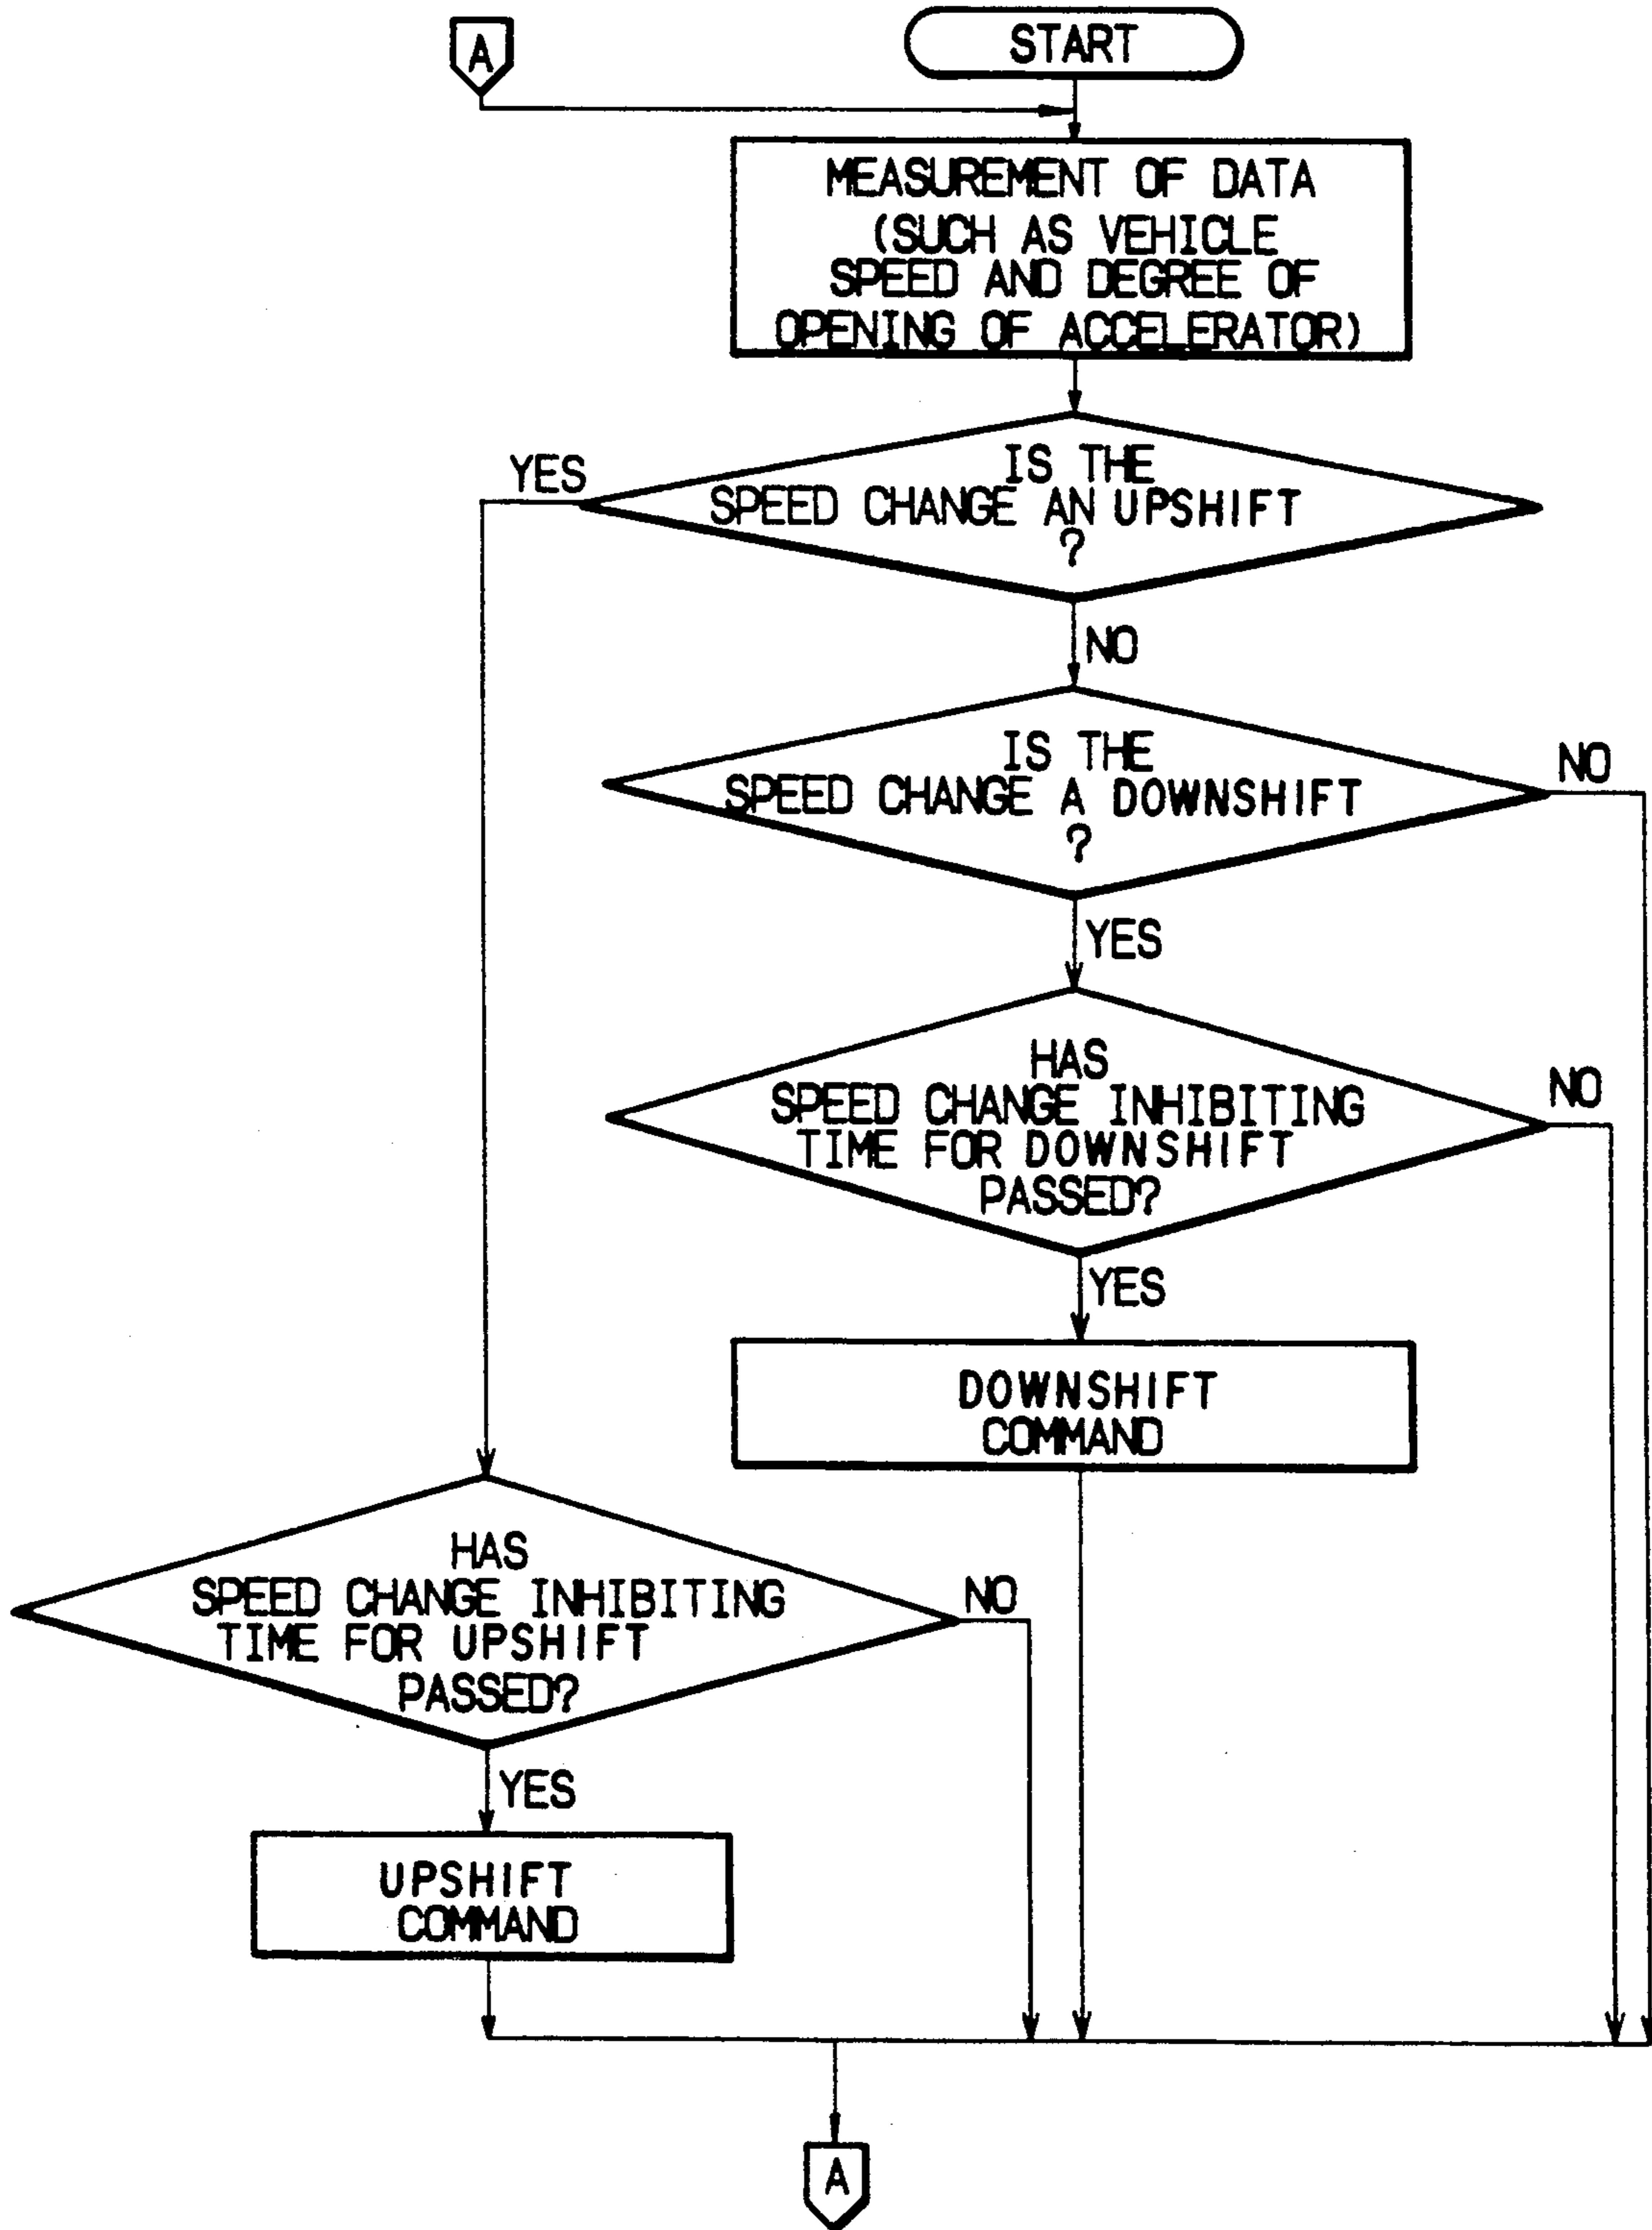 A
START
MEASUREMENT OF DATA
(SUCH AS VEHICLE
SPEED AND DEGREE OF
OPENING OF ACCELERATOR)
YES
IS THE
SPEED CHANGE AN UPSHIFT
?
NO
IS THE
SPEED CHANGE A DOWNSHIFT
?
NO
YES
HAS
SPEED CHANGE INHIBITING
TIME FOR DOWNSHIFT
PASSED?
NO
YES
DOWNSHIFT
COMMAND
HAS
SPEED CHANGE INHIBITING
TIME FOR UPSHIFT
PASSED?
NO
YES
UPSHIFT
COMMAND
A